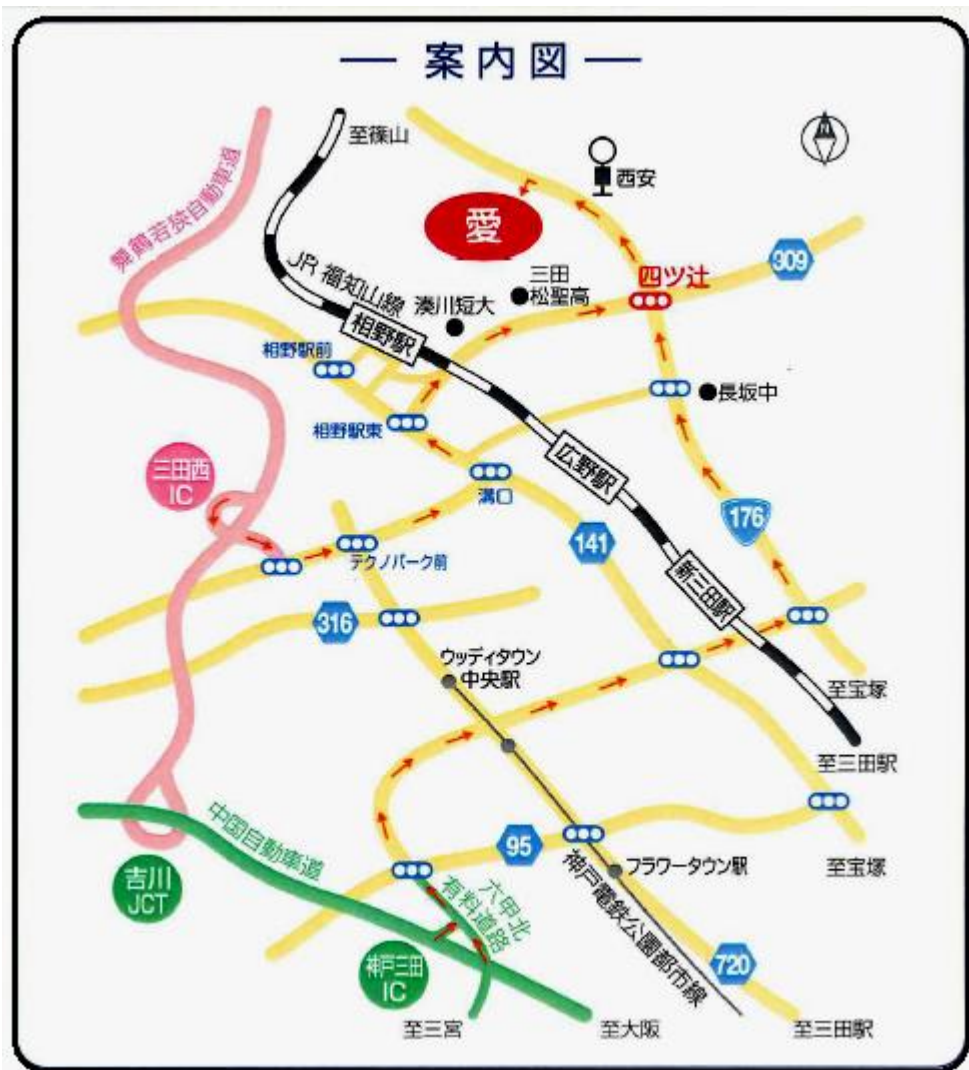 — 案内図 —
至篠山
西安
舞鶴若狭自動車道
愛
309
三田
松聖高
四ツ辻
JR 福知山線
湊川短大
相野駅
相野駅前
長坂中
相野駅東
広野駅
三田西
IC
溝口
176
141
テクノパーク前
新三田駅
316
ウッディタウン
中央駅
至宝塚
至三田駅
中国自動車道
95
フラワータウン駅
至宝塚
吉川
JCT
六甲北
有料道路
神戸電鉄公園都市線
神戸三田
IC
720
至三宮
至大阪
至三田駅